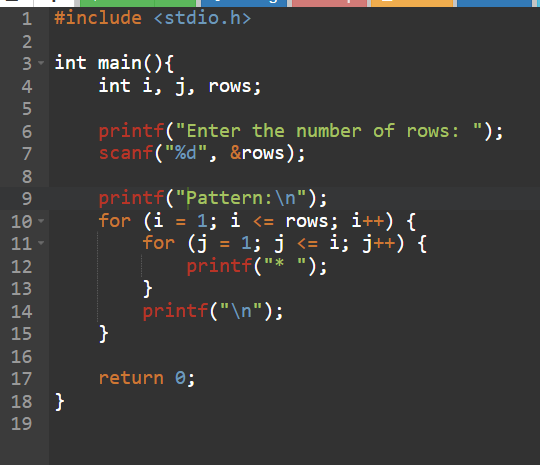 1 #include <stdio.h>
2
3 int main(){
4     int i, j, rows;
5
6     printf("Enter the number of rows: ");
7     scanf("%d", &rows);
8
9     printf("Pattern:\n");
10     for (i = 1; i <= rows; i++) {
11         for (j = 1; j <= i; j++) {
12             printf("* ");
13         }
14         printf("\n");
15     }
16
17     return 0;
18 }
19